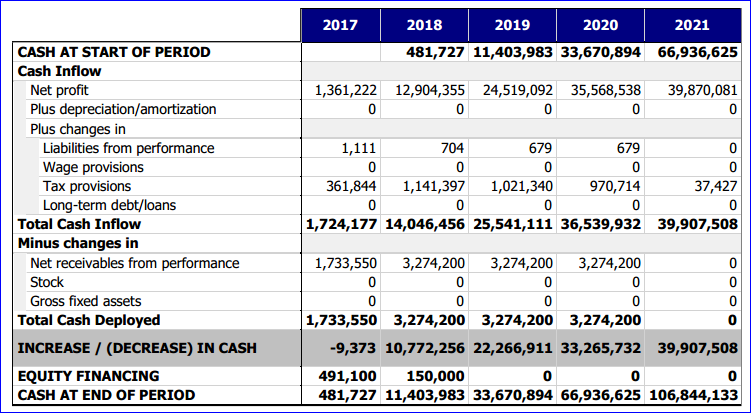 2017 2018 2019 2020 2021
CASH AT START OF PERIOD 481,727 11,403,983 33,670,894 66,936,625
Cash Inflow
Net profit 1,361,222 12,904,355 24,519,092 35,568,538 39,870,081
Plus depreciation/amortization 0 0 0 0 0
Plus changes in
Liabilities from performance 1,111 704 679 679 0
Wage provisions 0 0 0 0 0
Tax provisions 361,844 1,141,397 1,021,340 970,714 37,427
Long-term debt/loans 0 0 0 0 0
Total Cash Inflow 1,724,177 14,046,456 25,541,111 36,539,932 39,907,508
Minus changes in
Net receivables from performance 1,733,550 3,274,200 3,274,200 3,274,200 0
Stock 0 0 0 0 0
Gross fixed assets 0 0 0 0 0
Total Cash Deployed 1,733,550 3,274,200 3,274,200 3,274,200 0
INCREASE / (DECREASE) IN CASH -9,373 10,772,256 22,266,911 33,265,732 39,907,508
EQUITY FINANCING 491,100 150,000 0 0 0
CASH AT END OF PERIOD 481,727 11,403,983 33,670,894 66,936,625 106,844,133